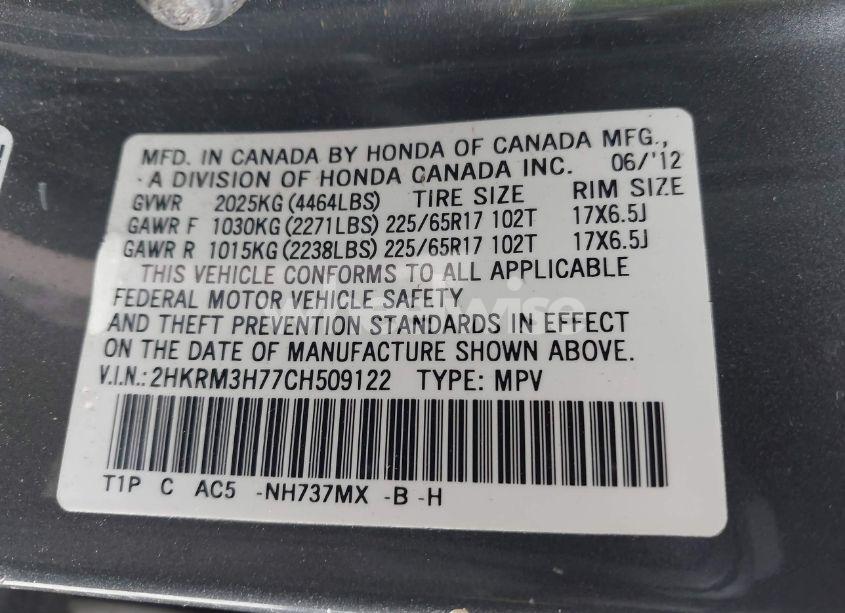 MFD. IN CANADA BY HONDA OF CANADA MFG.,
A DIVISION OF HONDA CANADA INC. 06/'12
GVWR 2025KG (4464LBS) TIRE SIZE RIM SIZE
GAWR F 1030KG (2271LBS) 225/65R17 102T 17X6.5J
GAWR R 1015KG (2238LBS) 225/65R17 102T 17X6.5J
THIS VEHICLE CONFORMS TO ALL APPLICABLE
FEDERAL MOTOR VEHICLE SAFETY
AND THEFT PREVENTION STANDARDS IN EFFECT
ON THE DATE OF MANUFACTURE SHOWN ABOVE.
V.I.N.: 2HKRM3H77CH509122 TYPE: MPV
T1P C AC5 -NH737MX -B -H